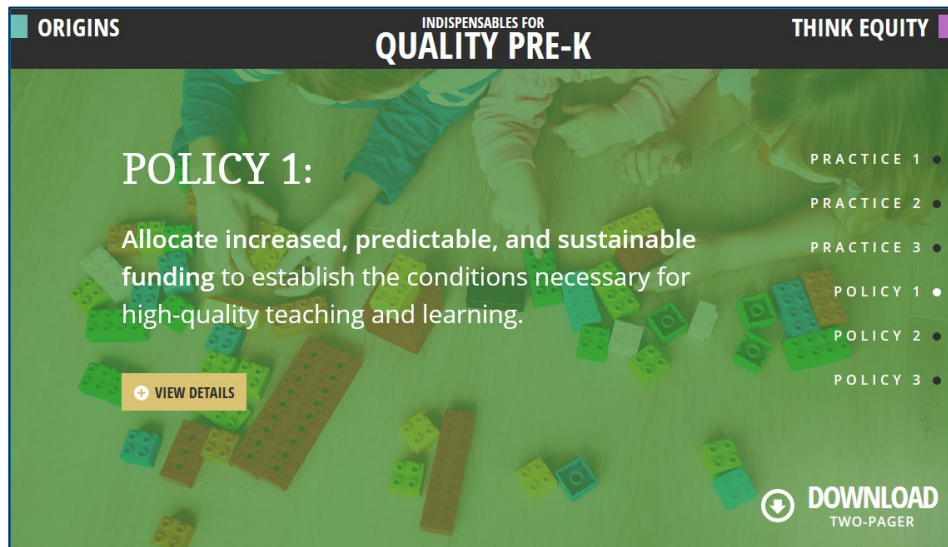 ORIGINS
INDISPENSABLES FOR
QUALITY PRE-K
THINK EQUITY
POLICY 1:
Allocate increased, predictable, and sustainable
funding to establish the conditions necessary for
high-quality teaching and learning.
VIEW DETAILS
PRACTICE 1
PRACTICE 2
PRACTICE 3
POLICY 1
POLICY 2
POLICY 3
DOWNLOAD
TWO-PAGER